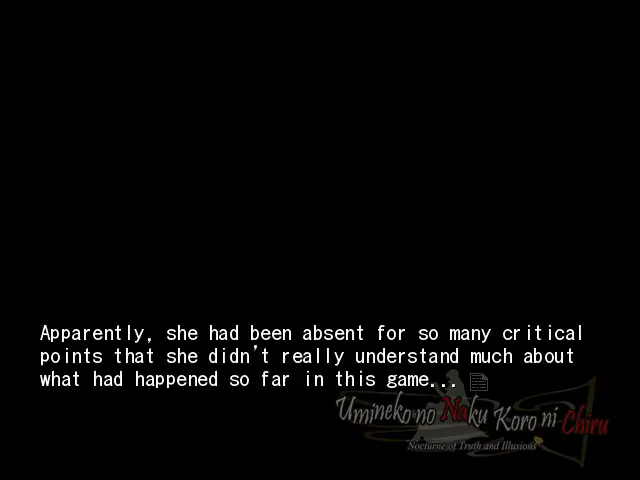 Apparently, she had been absent for so many critical
points that she didn't really understand much about
what had happened so far in this game...
Umineko no Naku Koro ni Chiru
Nocturne of Truth and Illusions